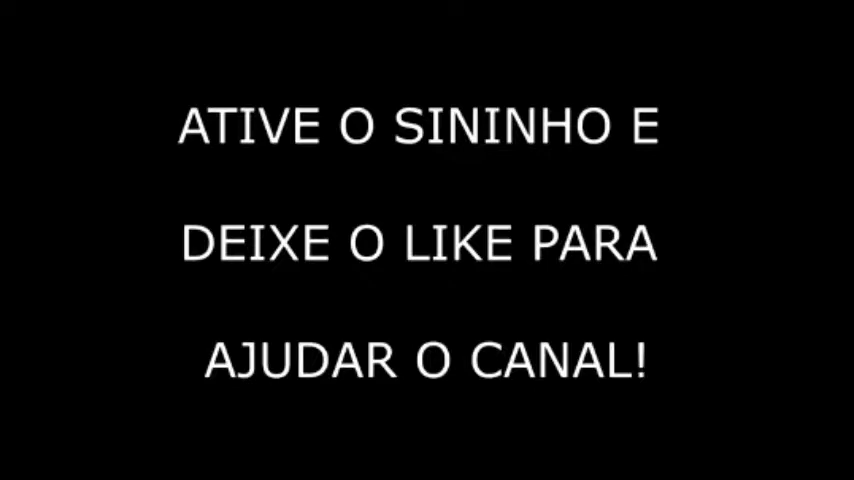 ATIVE O SININHO E
DEIXE O LIKE PARA
AJUDAR O CANAL!